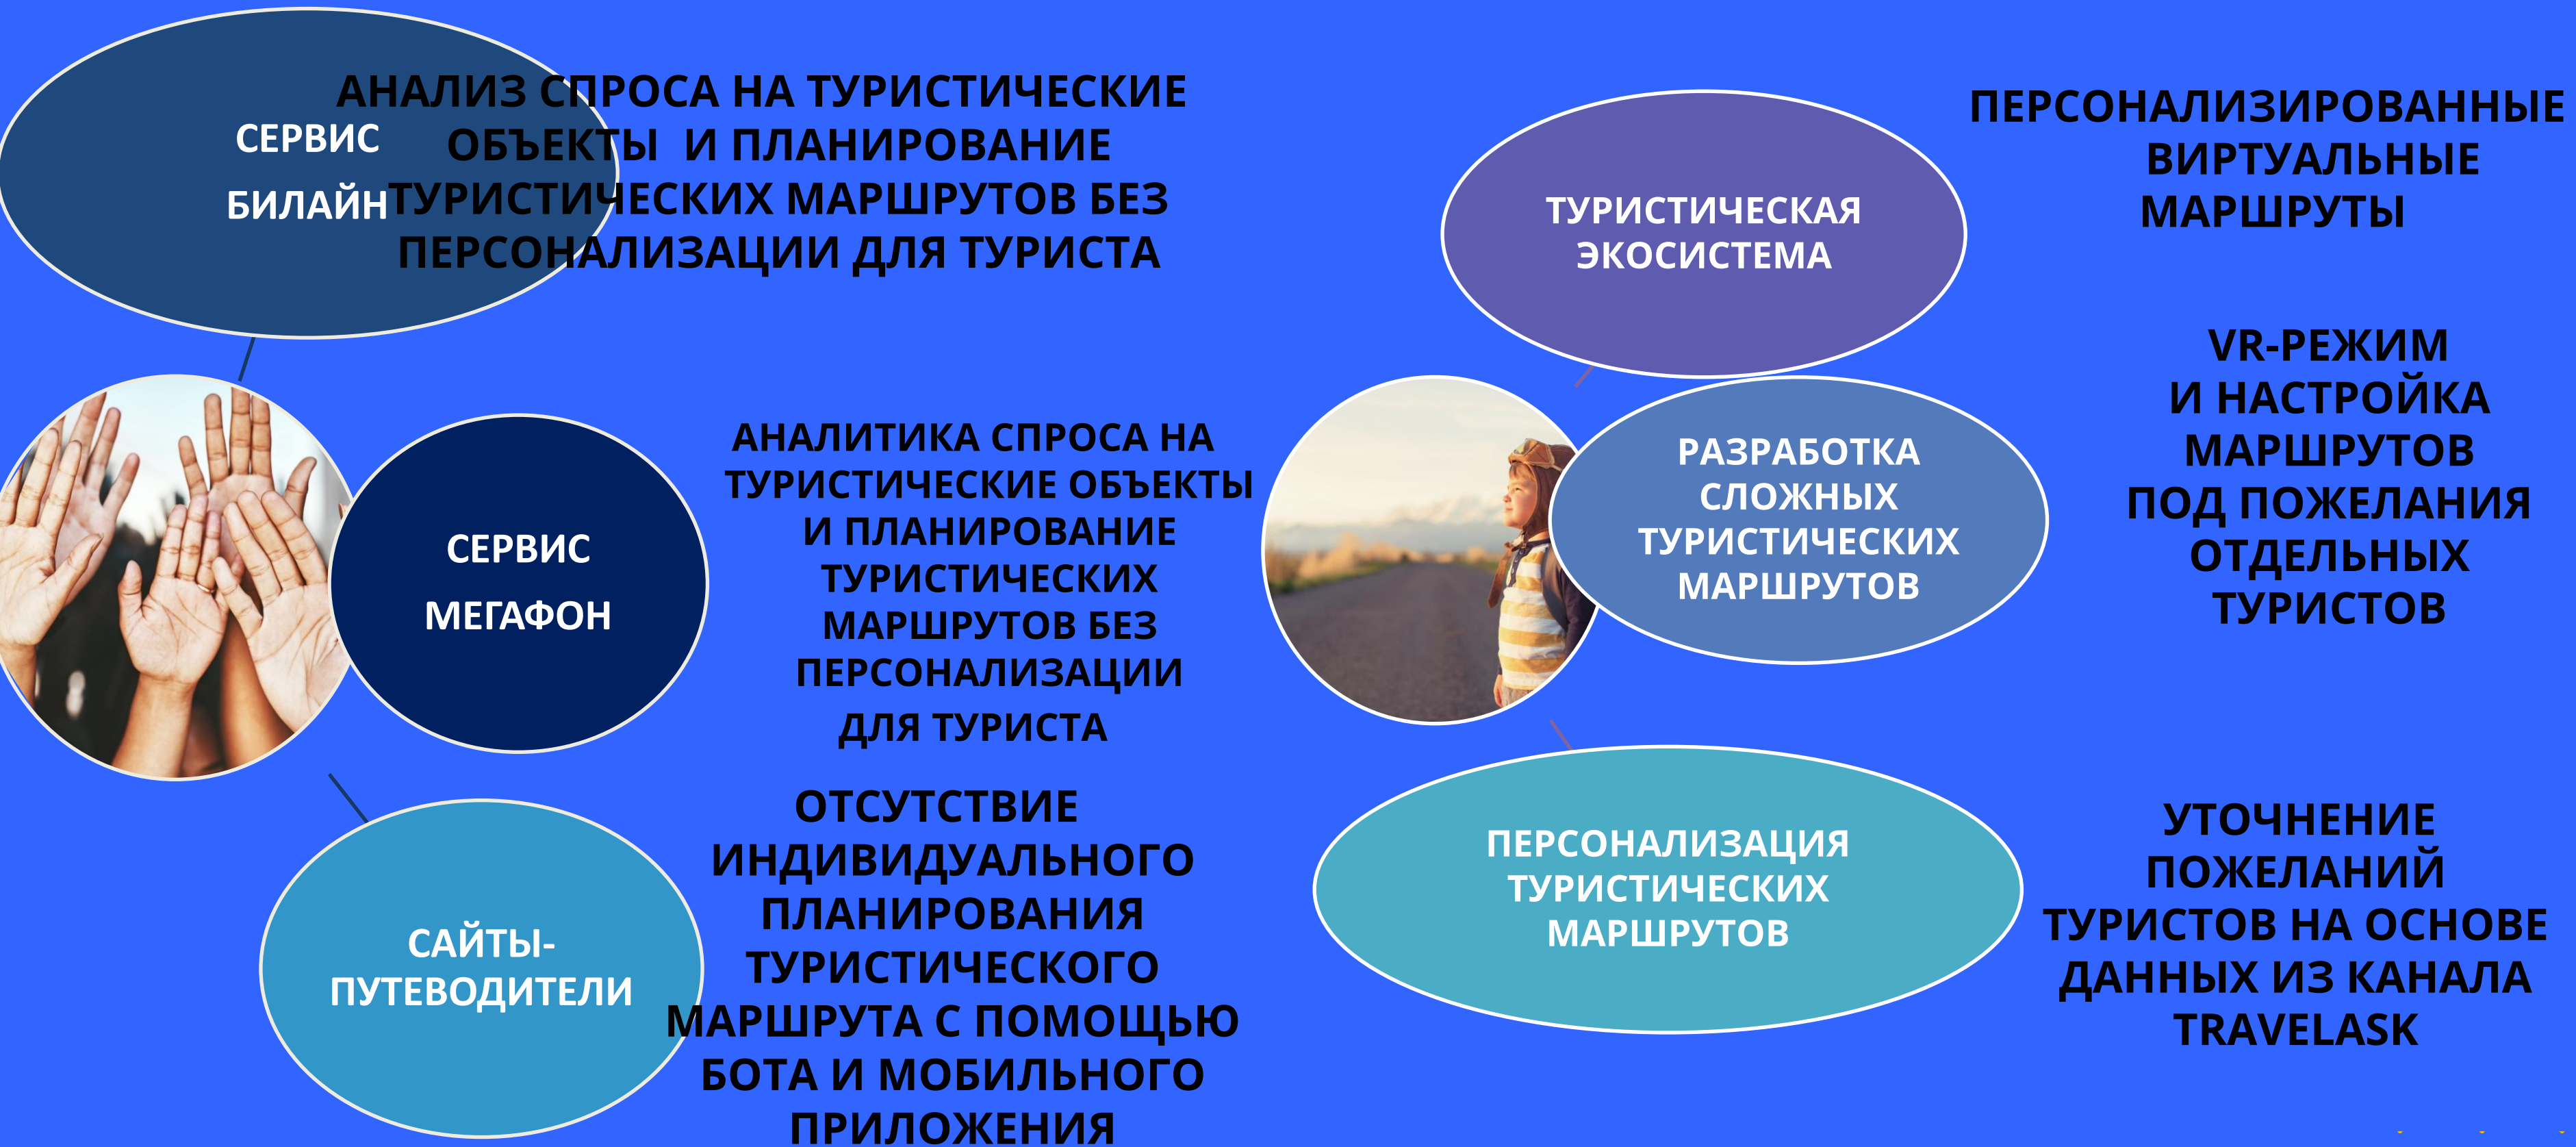 СЕРВИС
БИЛАЙН
АНАЛИЗ СПРОСА НА ТУРИСТИЧЕСКИЕ
ОБЪЕКТЫ И ПЛАНИРОВАНИЕ
ТУРИСТИЧЕСКИХ МАРШРУТОВ БЕЗ
ПЕРСОНАЛИЗАЦИИ ДЛЯ ТУРИСТА
СЕРВИС
МЕГАФОН
АНАЛИТИКА СПРОСА НА
ТУРИСТИЧЕСКИЕ ОБЪЕКТЫ
И ПЛАНИРОВАНИЕ
ТУРИСТИЧЕСКИХ
МАРШРУТОВ БЕЗ
ПЕРСОНАЛИЗАЦИИ
ДЛЯ ТУРИСТА
САЙТЫ-
ПУТЕВОДИТЕЛИ
ОТСУТСТВИЕ
ИНДИВИДУАЛЬНОГО
ПЛАНИРОВАНИЯ
ТУРИСТИЧЕСКОГО
МАРШРУТА С ПОМОЩЬЮ
БОТА И МОБИЛЬНОГО
ПРИЛОЖЕНИЯ
ТУРИСТИЧЕСКАЯ
ЭКОСИСТЕМА
ПЕРСОНАЛИЗИРОВАННЫЕ
ВИРТУАЛЬНЫЕ
МАРШРУТЫ
РАЗРАБОТКА
СЛОЖНЫХ
ТУРИСТИЧЕСКИХ
МАРШРУТОВ
VR-РЕЖИМ
И НАСТРОЙКА
МАРШРУТОВ
ПОД ПОЖЕЛАНИЯ
ОТДЕЛЬНЫХ
ТУРИСТОВ
ПЕРСОНАЛИЗАЦИЯ
ТУРИСТИЧЕСКИХ
МАРШРУТОВ
УТОЧНЕНИЕ
ПОЖЕЛАНИЙ
ТУРИСТОВ НА ОСНОВЕ
ДАННЫХ ИЗ КАНАЛА
TRAVELASK